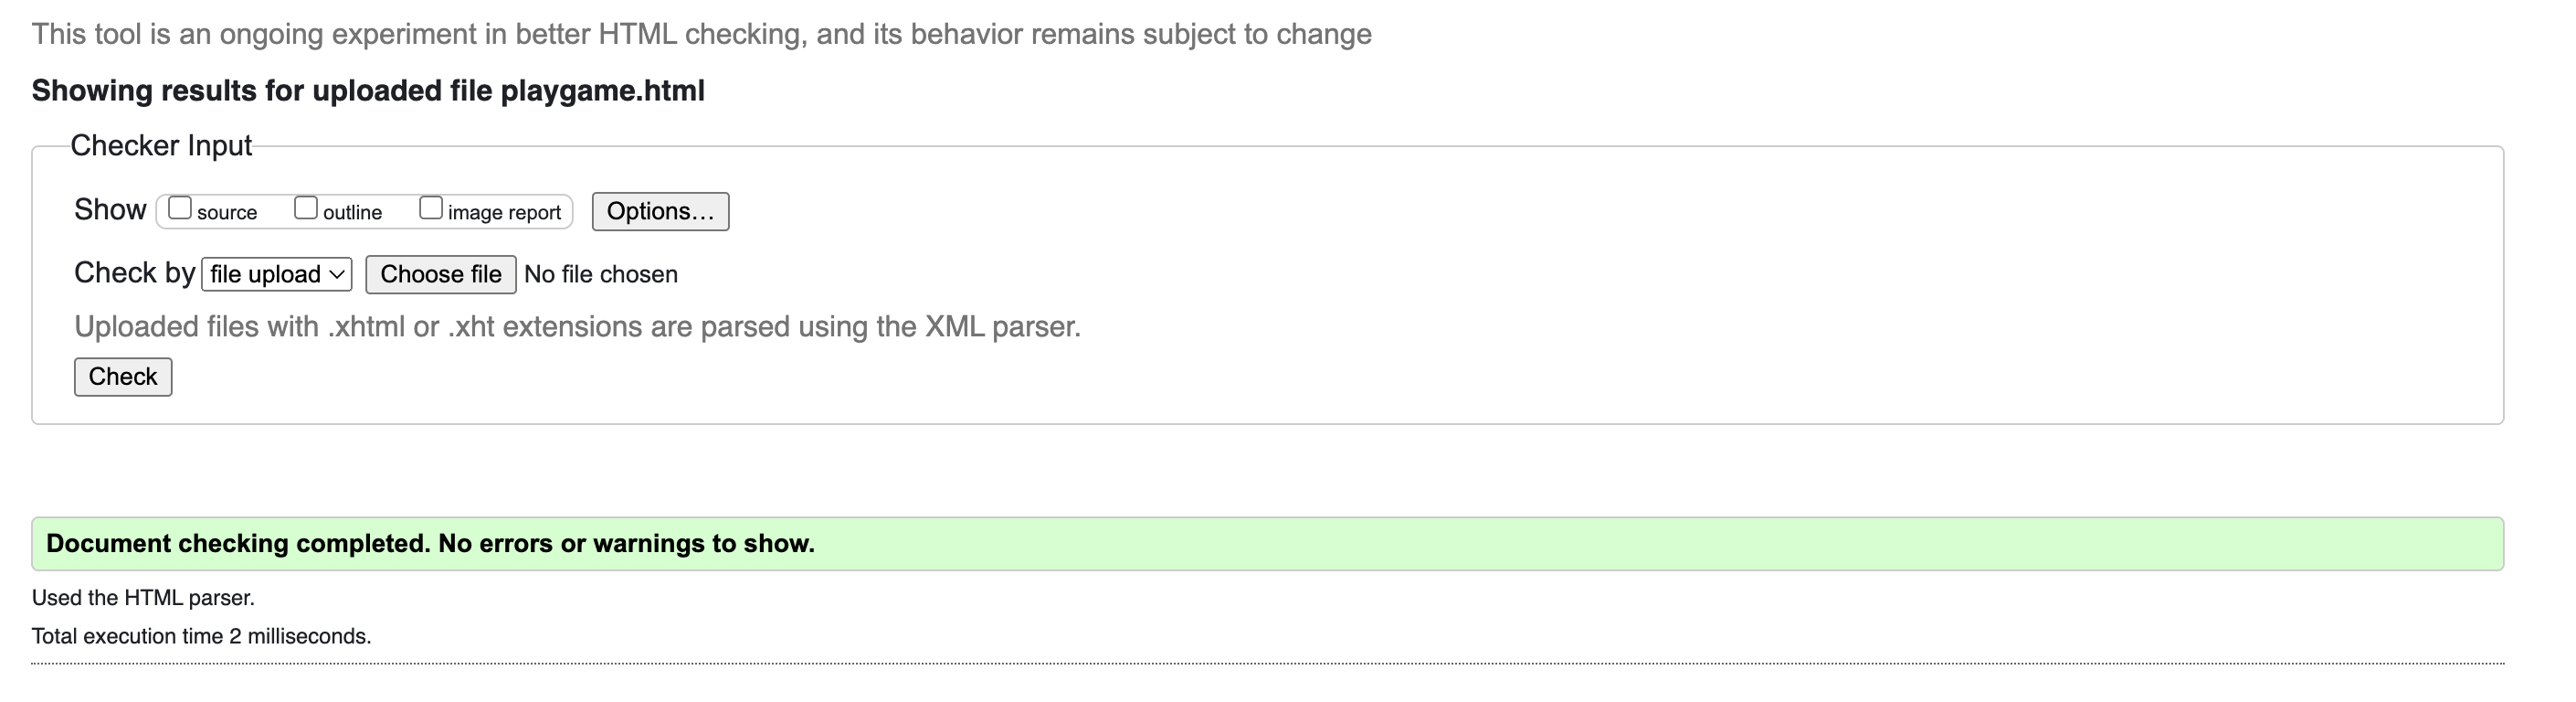 This tool is an ongoing experiment in better HTML checking, and its behavior remains subject to change
Showing results for uploaded file playgame.html
Checker Input
Show source outline image report Options...
Check by file upload Choose file No file chosen
Uploaded files with .xhtml or .xht extensions are parsed using the XML parser.
Check
Document checking completed. No errors or warnings to show.
Used the HTML parser.
Total execution time 2 milliseconds.